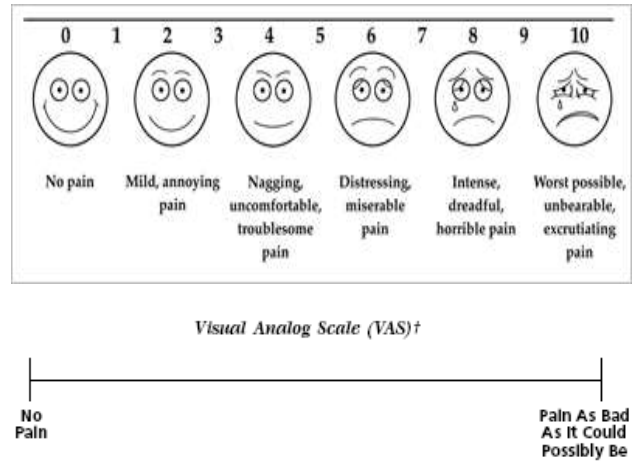 0 1 2 3 4 5 6 7 8 9 10
No pain
Mild, annoying
pain
Nagging,
uncomfortable,
troublesome
pain
Distressing,
miserable
pain
Intense,
dreadful,
horrible pain
Worst possible,
unbearable,
excrutiating
pain
Visual Analog Scale (VAS)†
No
Pain
Pain As Bad
As It Could
Possibly Be